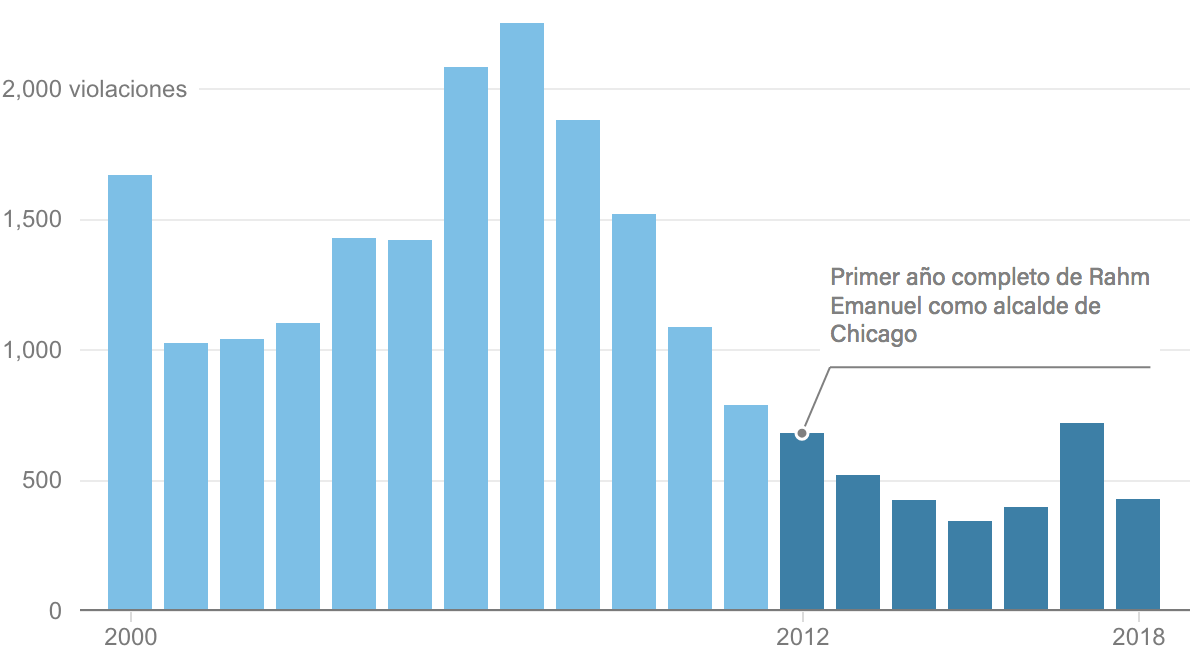 2,000 violaciones
1,500
Primer año completo de Rahm
Emanuel como alcalde de
Chicago
1,000
500
0
2000
2012
2018